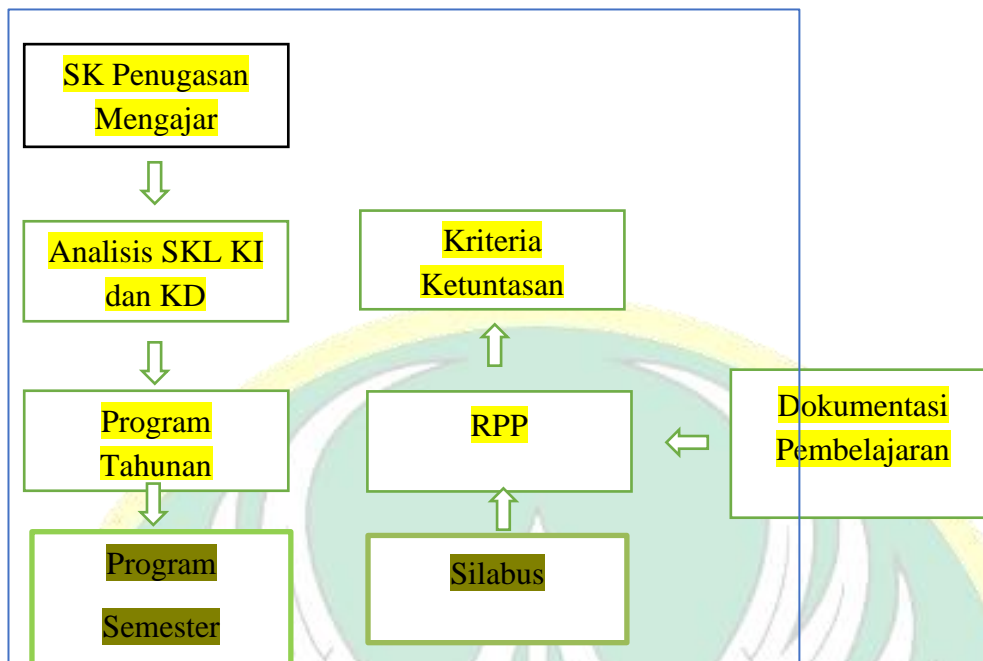 SK Penugasan
Mengajar
Analisis SKL KI
dan KD
Program
Tahunan
Program
Semester
Kriteria
Ketuntasan
RPP
Silabus
Dokumentasi
Pembelajaran